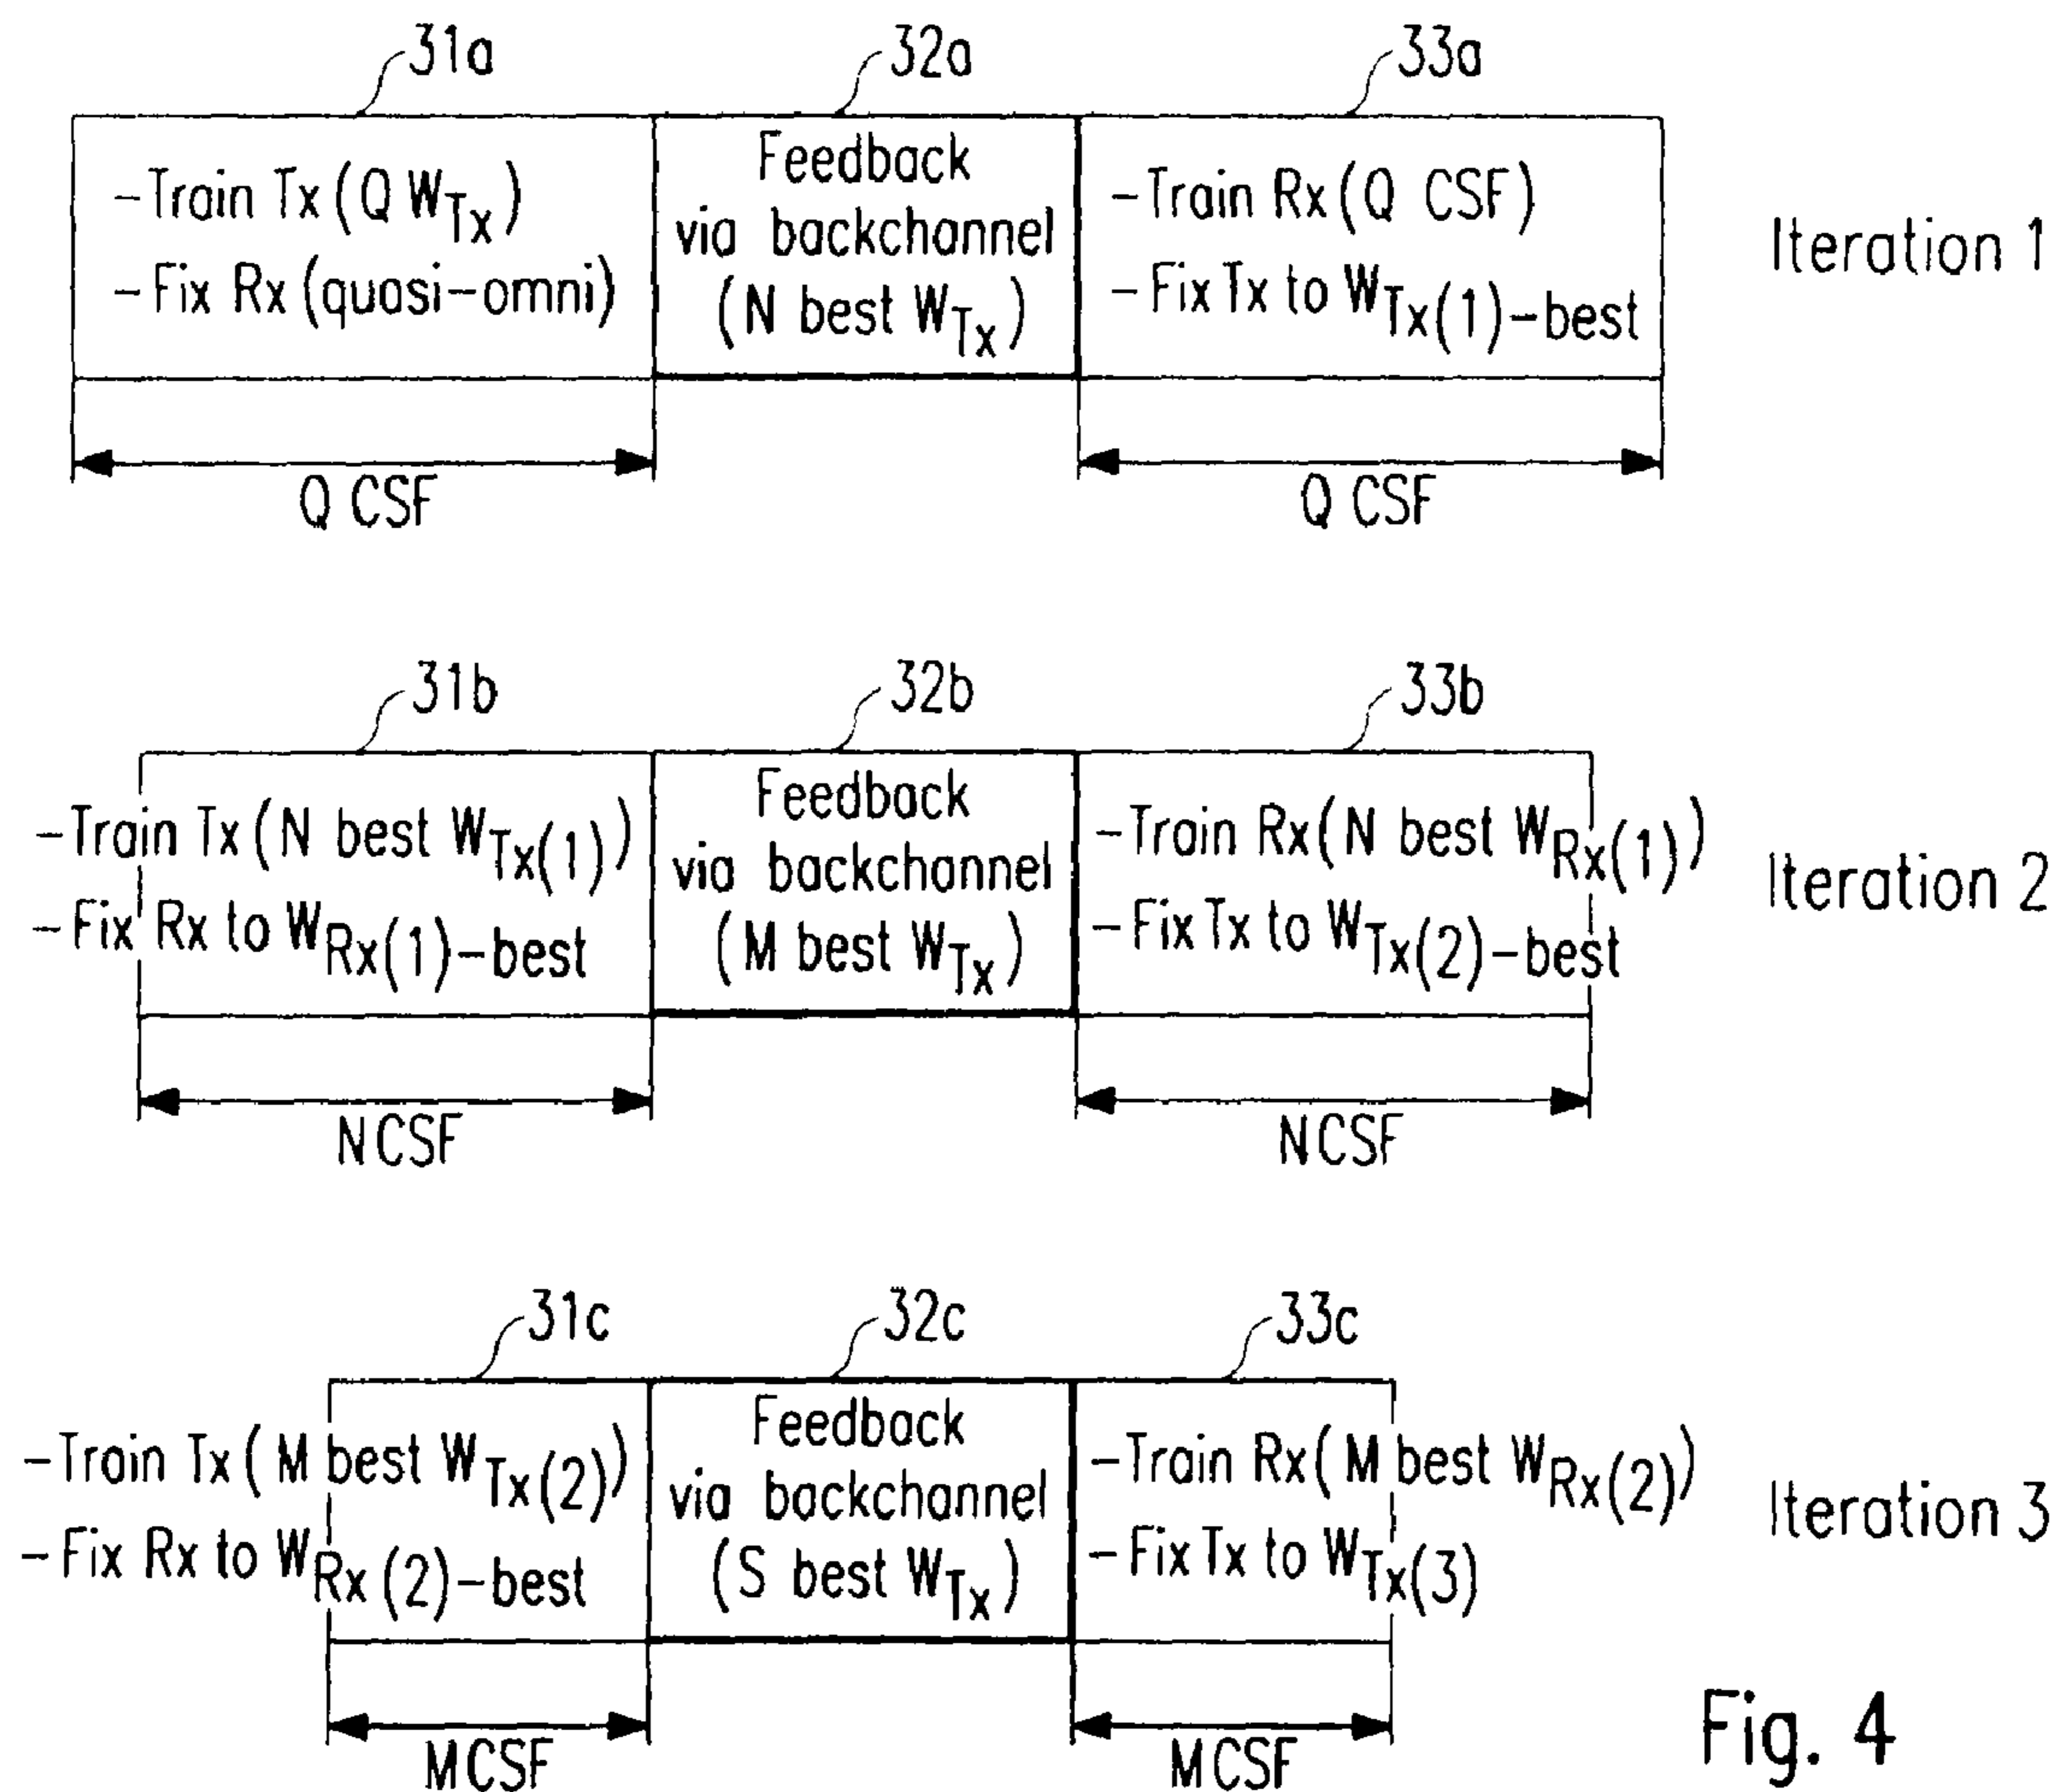 31a
32a
33a
-Train Tx (Q W_Tx)
-Fix Rx (quasi-omni)
Feedback
via backchannel
(N best W_Tx)
-Train Rx (Q CSF)
-Fix Tx to W_Tx(1)-best
Iteration 1
Q CSF
Q CSF
31b
32b
33b
-Train Tx (N best W_Tx(1))
-Fix Rx to W_Rx(1)-best
Feedback
via backchannel
(M best W_Tx)
-Train Rx (N best W_Rx(1))
-Fix Tx to W_Tx(2)-best
Iteration 2
NCSF
NCSF
31c
32c
33c
-Train Tx (M best W_Tx(2))
-Fix Rx to W_Rx(2)-best
Feedback
via backchannel
(S best W_Tx)
-Train Rx (M best W_Rx(2))
-Fix Tx to W_Tx(3)
Iteration 3
MCSF
MCSF
Fig. 4